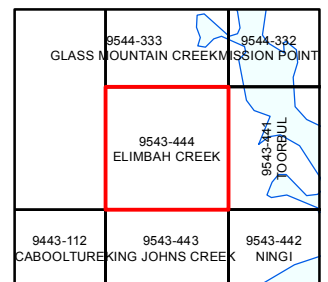 9544-333
GLASS MOUNTAIN CREEK
9544-332
MISSION POINT
9543-444
ELIMBAH CREEK
9543-441
TOORBUL
9443-112
CABOOLTURE
9543-443
KING JOHNS CREEK
9543-442
NINGI